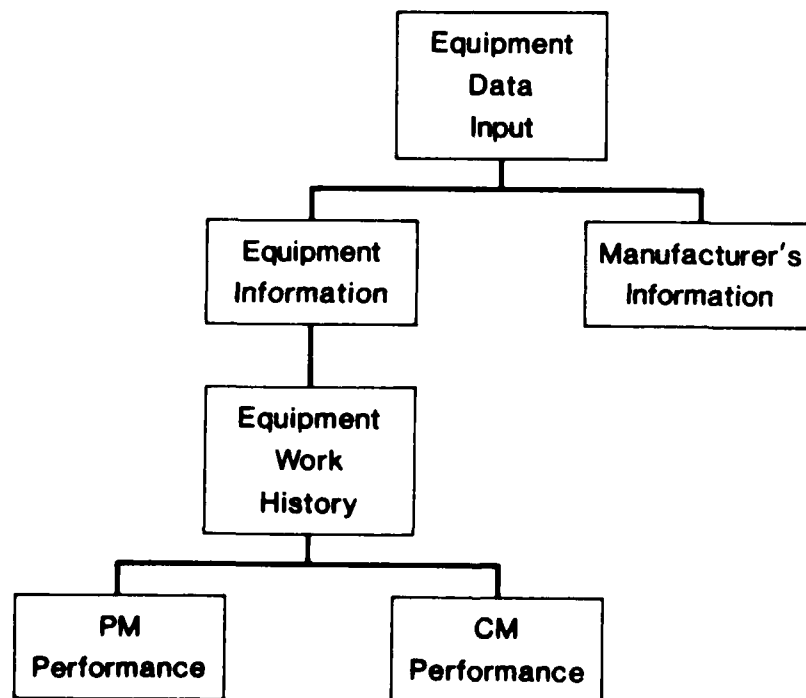 Equipment
Data
Input
Equipment
Information
Manufacturer's
Information
Equipment
Work
History
PM
Performance
CM
Performance